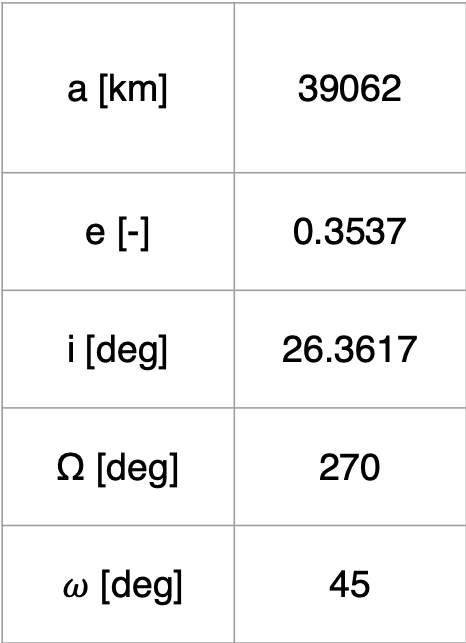 a [km] 39062
e [-] 0.3537
i [deg] 26.3617
Ω [deg] 270
ω [deg] 45